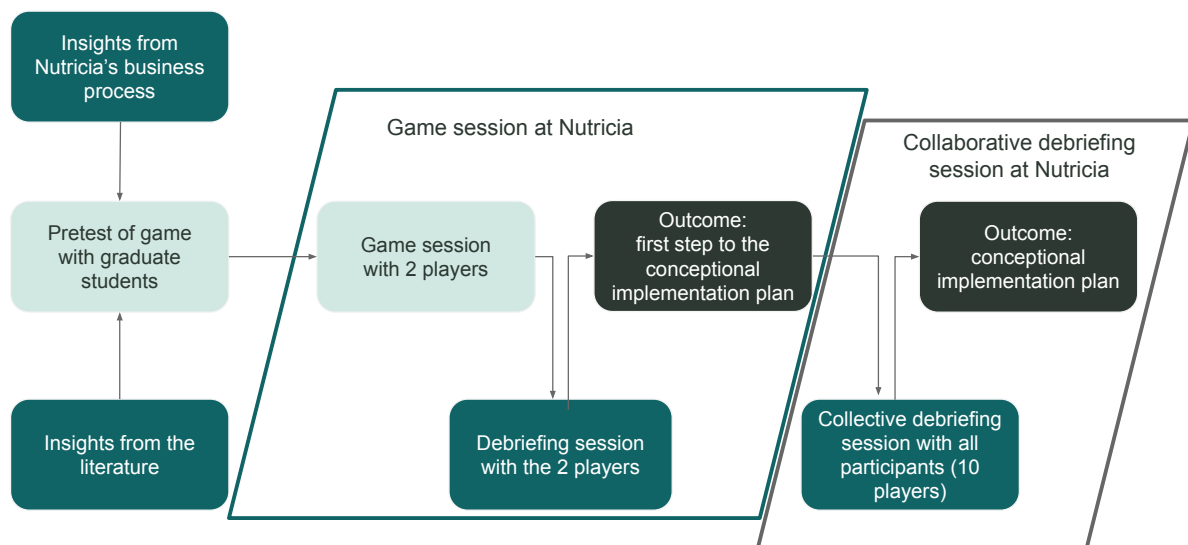 Insights from
Nutricia's business
process
Game session at Nutricia
Collaborative debriefing
session at Nutricia
Pretest of game
with graduate
students
Game session
with 2 players
Outcome:
first step to the
conceptional
implementation plan
Outcome:
conceptional
implementation plan
Insights from the
literature
Debriefing session
with the 2 players
Collective debriefing
session with all
participants (10
players)